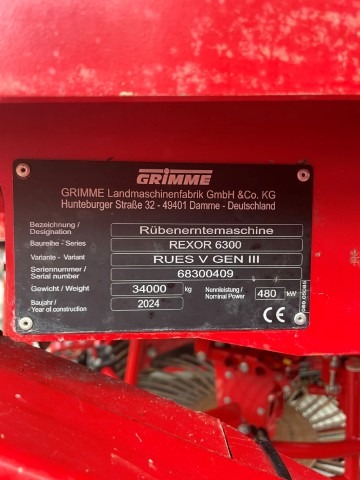 GRIMME
GRIMME Landmaschinenfabrik GmbH &Co. KG
Hunteburger Straße 32 - 49401 Damme - Deutschland
Bezeichnung / Designation Rübenerntemaschine
Baureihe - Series REXOR 6300
Variante - Variant RUES V GEN III
Seriennummer / Serial number 68300409
Gewicht / Weight 34000 kg Nennleistung / Nominal Power 480 kW
Baujahr / Year of construction 2024
CE